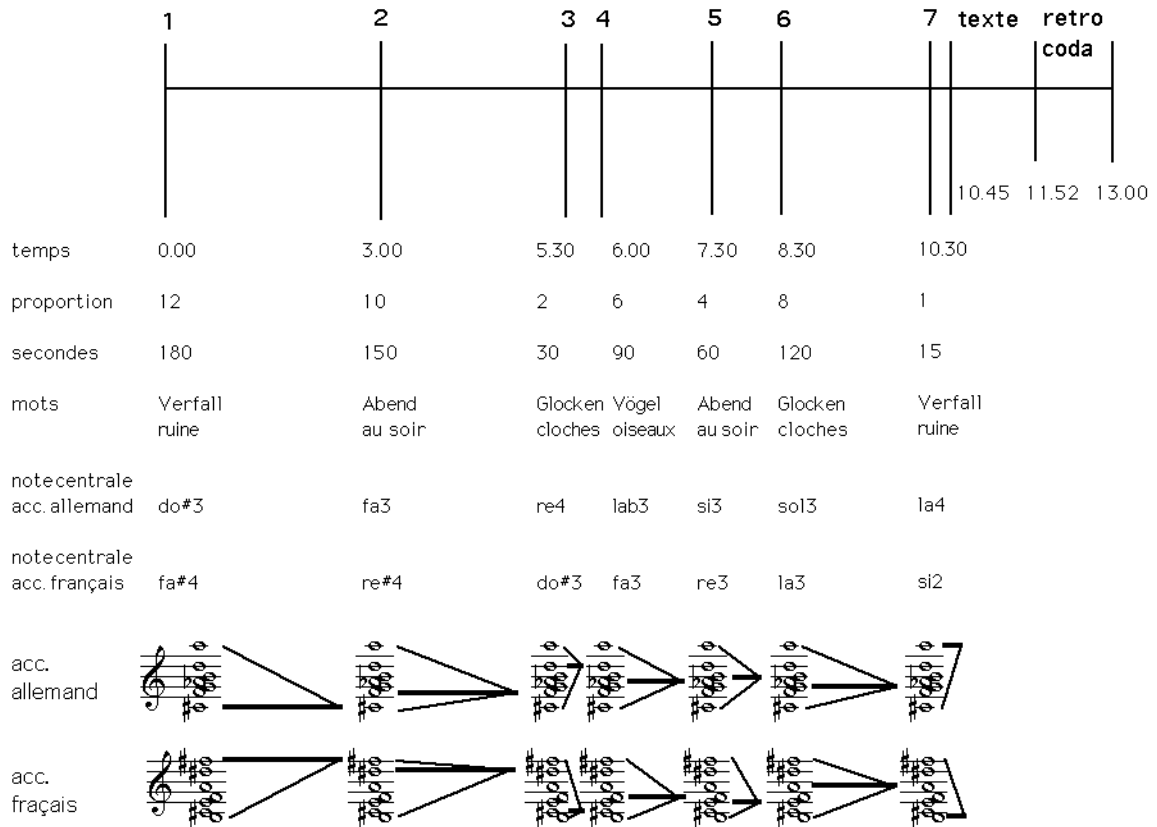 1 2 3 4 5 6 7 texte retro
coda
10.45 11.52 13.00
temps 0.00 3.00 5.30 6.00 7.30 8.30 10.30
proportion 12 10 2 6 4 8 1
secondes 180 150 30 90 60 120 15
mots Verfall Abend Glocken Vögel Abend Glocken Verfall
ruine au soir cloches oiseaux au soir cloches ruine
note centrale
acc. allemand do#3 fa3 re4 lab3 si3 sol3 la4
note centrale
acc. français fa#4 re#4 do#3 fa3 re3 la3 si2
acc.
allemand
acc.
fraçais